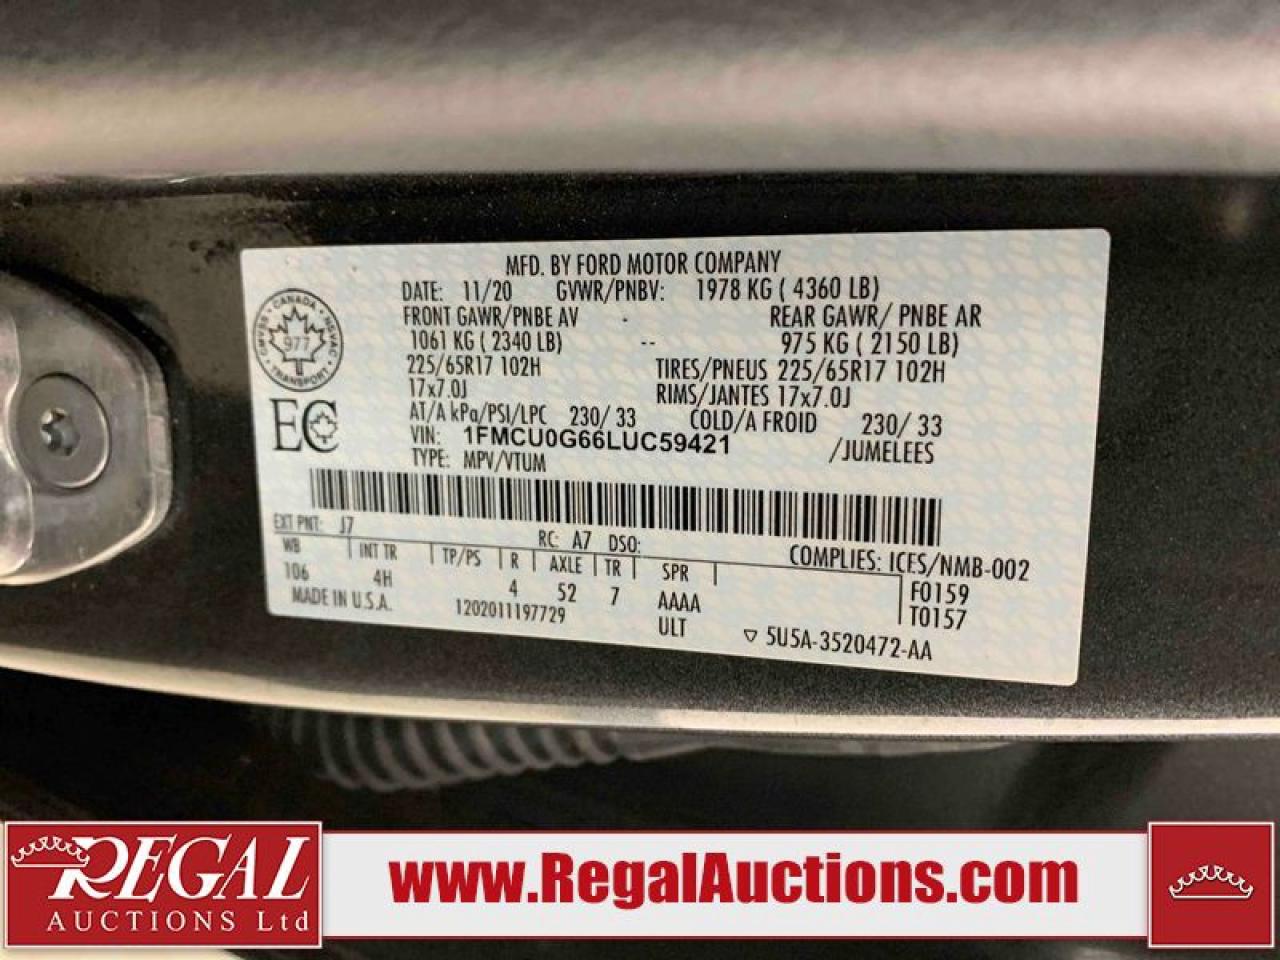 MFD. BY FORD MOTOR COMPANY
DATE: 11/20 GVWR/PNBV: 1978 KG ( 4360 LB)
FRONT GAWR/PNBE AV - REAR GAWR/ PNBE AR
1061 KG ( 2340 LB) -- 975 KG ( 2150 LB)
225/65R17 102H TIRES/PNEUS 225/65R17 102H
17x7.0J RIMS/JANTES 17x7.0J
AT/A kPa/PSI/LPC 230/ 33 COLD/A FROID 230/ 33
VIN: 1FMCU0G66LUC59421 /JUMELEES
TYPE: MPV/VTUM
CANADA
977
TRANSPORT
EC
EXT PNT: J7 RC: A7 DSO: COMPLIES: ICES/NMB-002
WB INT TR TP/PS R AXLE TR SPR F0159
106 4H 4 52 7 AAAA T0157
MADE IN U.S.A. 1202011197729 ULT ▽ 5U5A-3520472-AA
REGAL
AUCTIONS Ltd
www.RegalAuctions.com